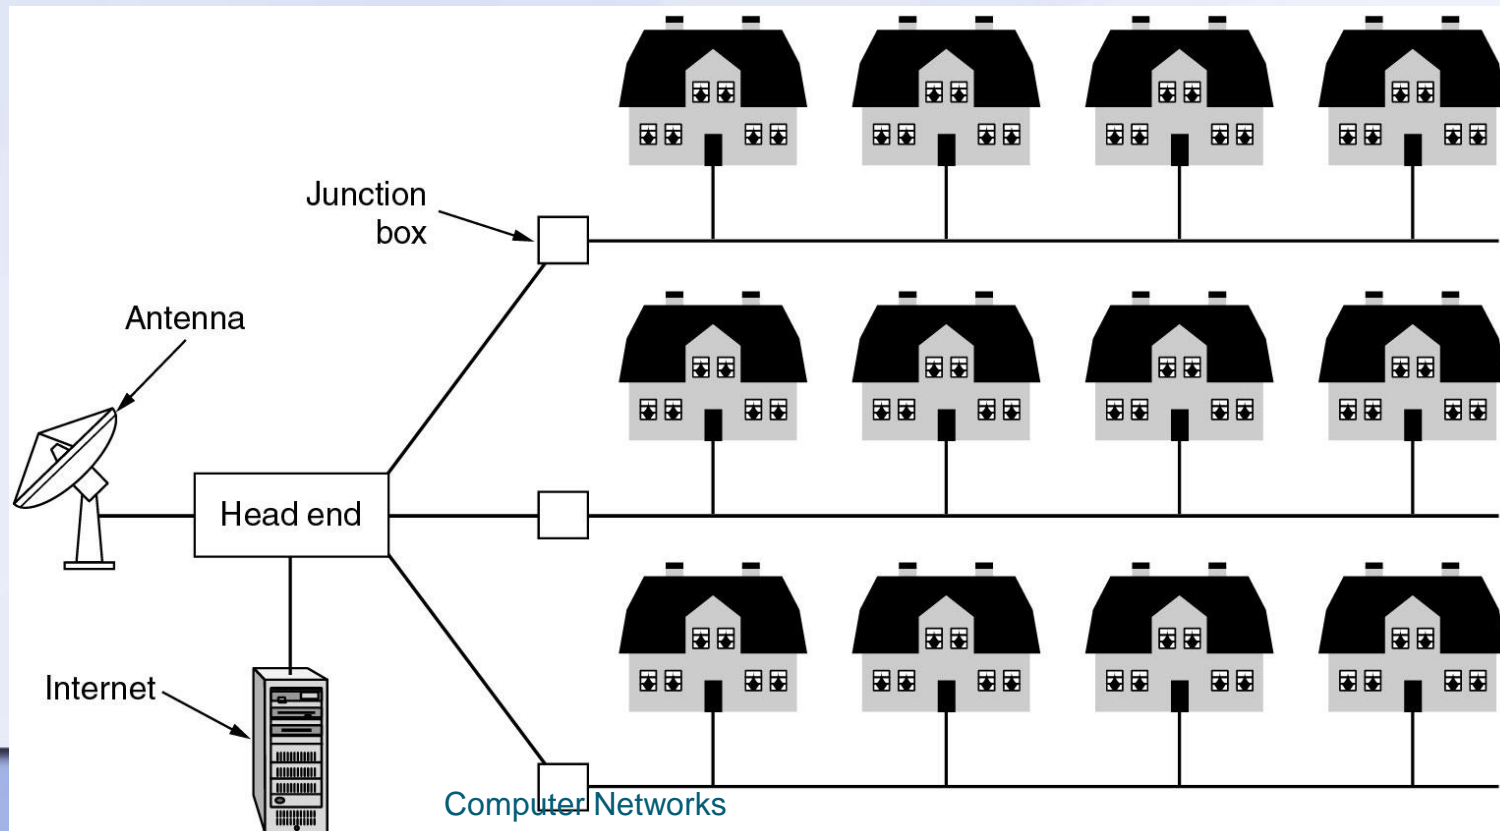 Junction
box
Antenna
Head end
Internet
Computer Networks